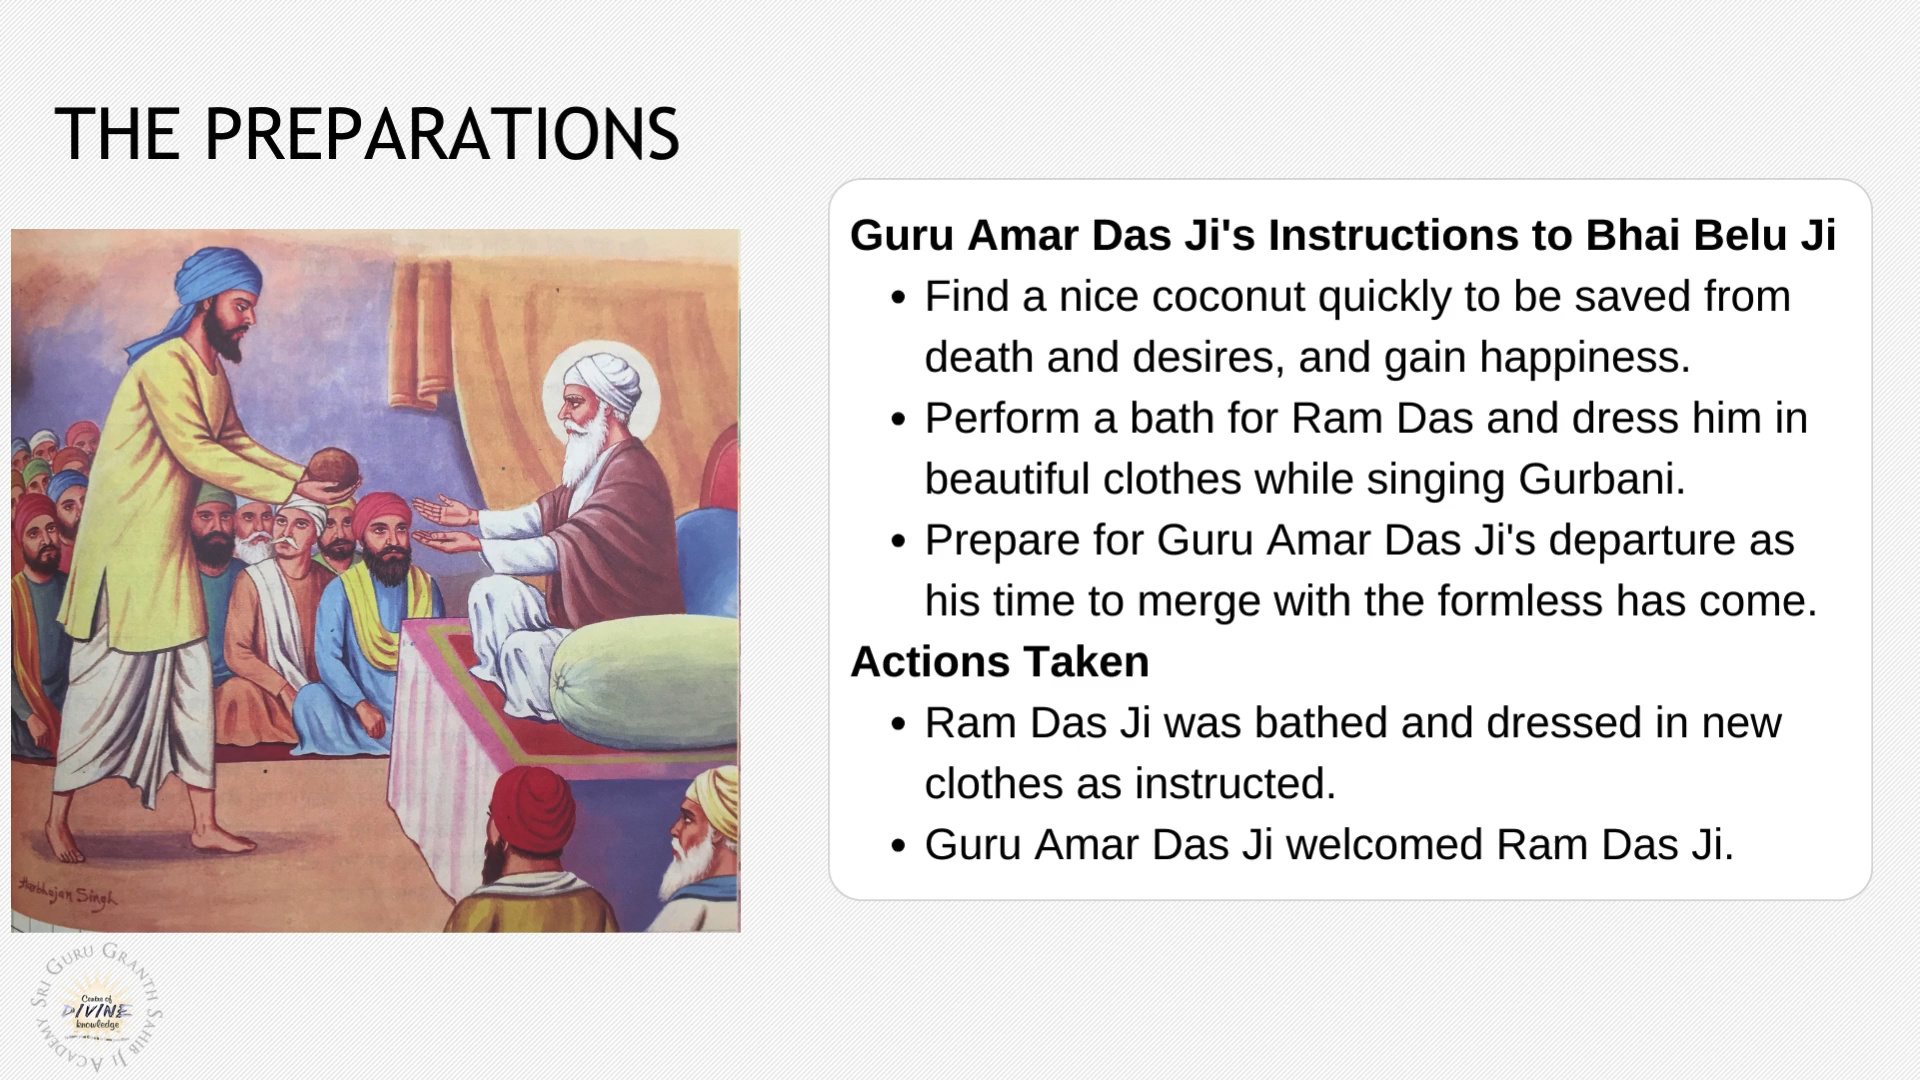 THE PREPARATIONS
Guru Amar Das Ji's Instructions to Bhai Belu Ji
• Find a nice coconut quickly to be saved from
death and desires, and gain happiness.
• Perform a bath for Ram Das and dress him in
beautiful clothes while singing Gurbani.
• Prepare for Guru Amar Das Ji's departure as
his time to merge with the formless has come.
Actions Taken
• Ram Das Ji was bathed and dressed in new
clothes as instructed.
• Guru Amar Das Ji welcomed Ram Das Ji.
Harbhajan Singh
SRI GURU GRANTH SAHIB JI ACADEMY
Centre of
DIVINE
knowledge